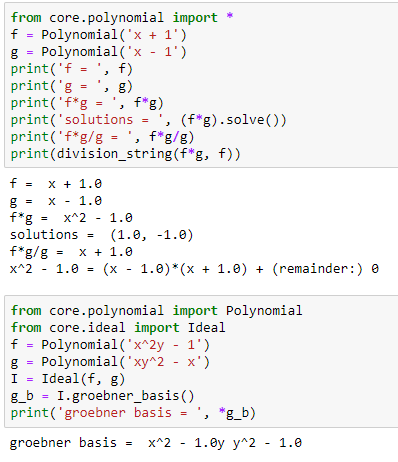 from core.polynomial import *
f = Polynomial('x + 1')
g = Polynomial('x - 1')
print('f = ', f)
print('g = ', g)
print('f*g = ', f*g)
print('solutions = ', (f*g).solve())
print('f*g/g = ', f*g/g)
print(division_string(f*g, f))
f =  x + 1.0
g =  x - 1.0
f*g =  x^2 - 1.0
solutions =  (1.0, -1.0)
f*g/g =  x + 1.0
x^2 - 1.0 = (x - 1.0)*(x + 1.0) + (remainder:) 0
from core.polynomial import Polynomial
from core.ideal import Ideal
f = Polynomial('x^2y - 1')
g = Polynomial('xy^2 - x')
I = Ideal(f, g)
g_b = I.groebner_basis()
print('groebner basis = ', *g_b)
groebner basis =  x^2 - 1.0y y^2 - 1.0